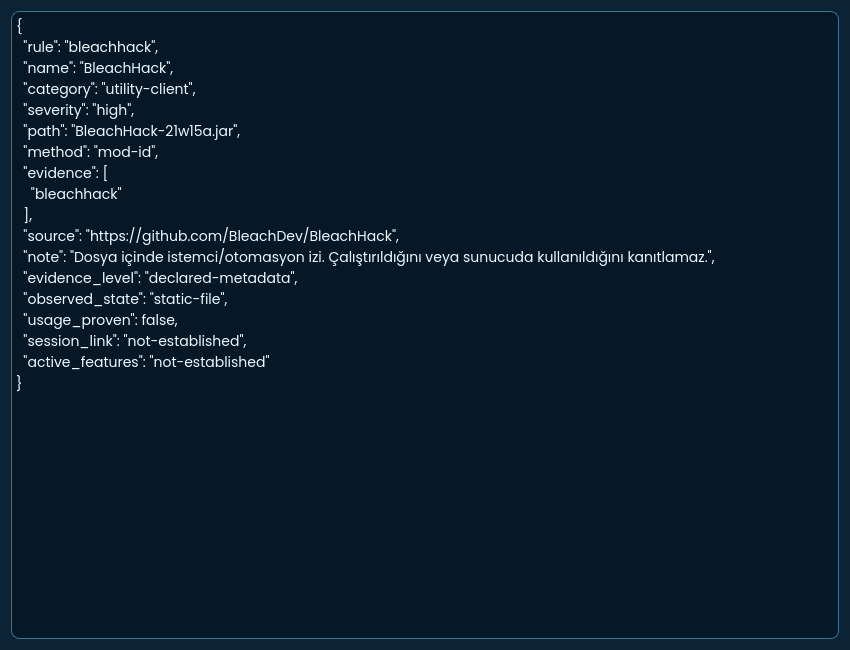 {
  "rule": "bleachhack",
  "name": "BleachHack",
  "category": "utility-client",
  "severity": "high",
  "path": "BleachHack-21w15a.jar",
  "method": "mod-id",
  "evidence": [
    "bleachhack"
  ],
  "source": "https://github.com/BleachDev/BleachHack",
  "note": "Dosya içinde istemci/otomasyon izi. Çalıştırıldığını veya sunucuda kullanıldığını kanıtlamaz.",
  "evidence_level": "declared-metadata",
  "observed_state": "static-file",
  "usage_proven": false,
  "session_link": "not-established",
  "active_features": "not-established"
}